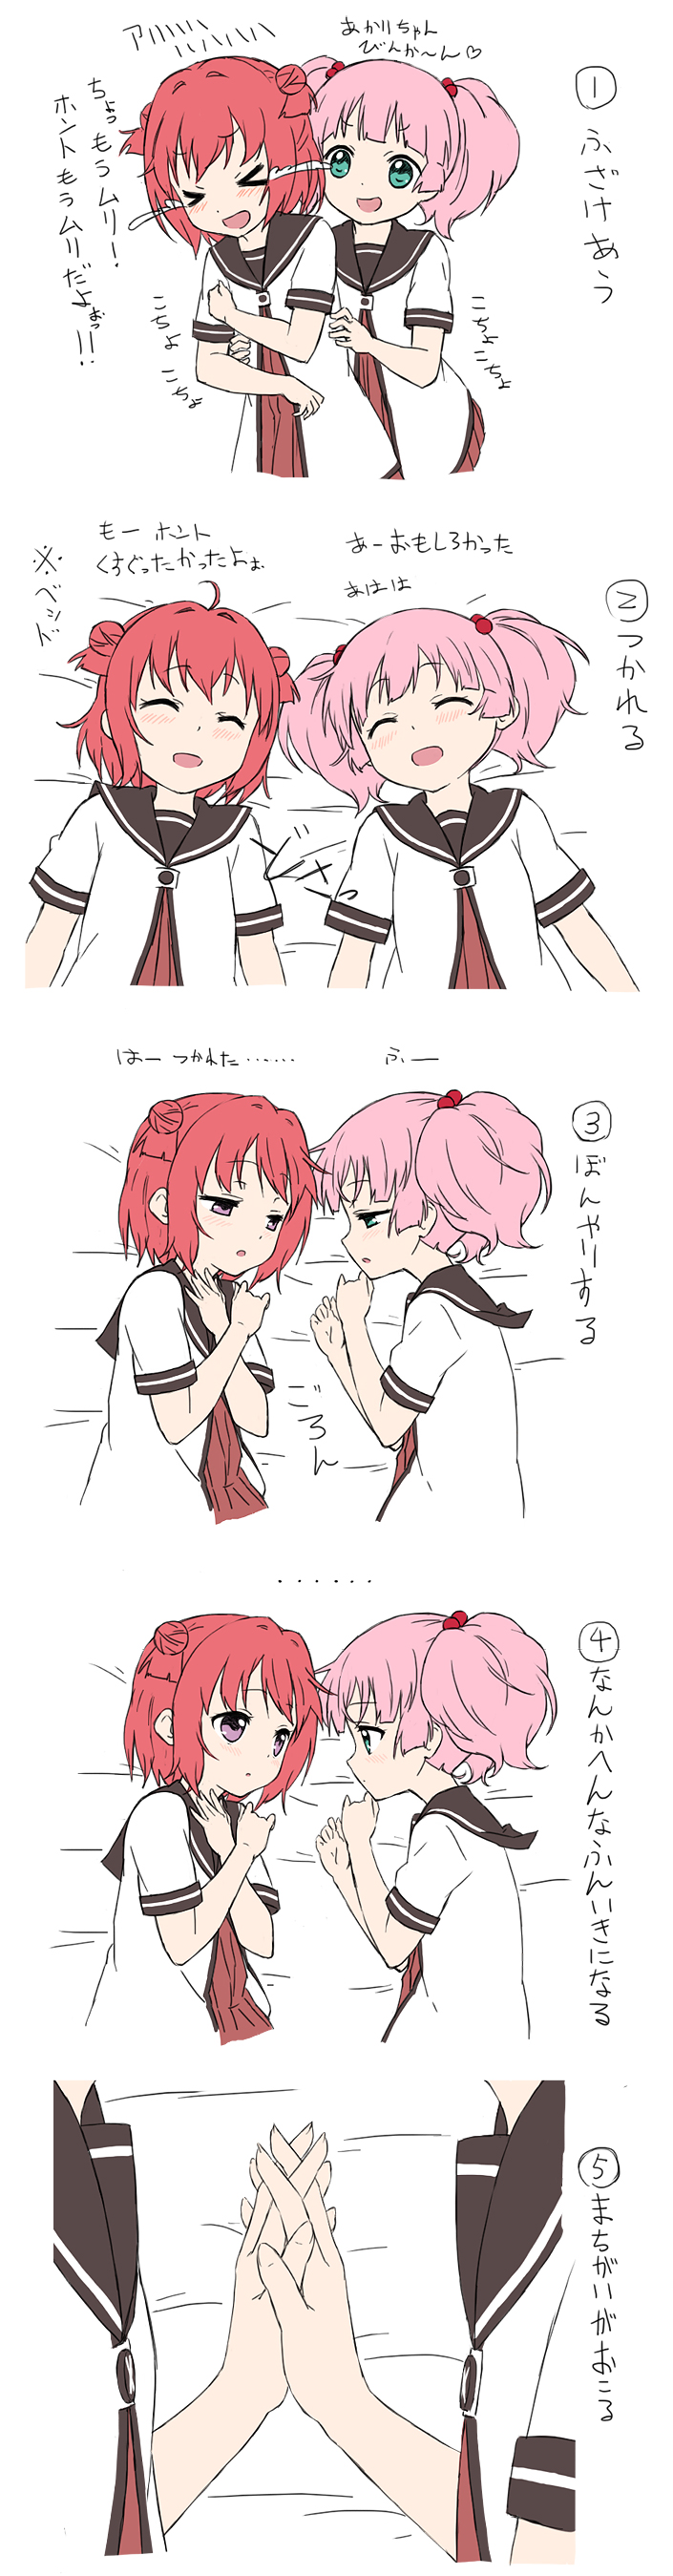 ① ふざけあう
あかりちゃん
びんか〜ん♡
アハハハハハハハ
ちょっもうムリー!
ホントもうムリだよぉっ!!
こちょ
こちょ
こちょ
こちょ
② つかれる
あーおもしろかった
あはは
もー ホント
くすぐったかったよぉ
※ベッド
③ ぼんやりする
ふー
はー つかれた……
ごろん
④ なんかへんなふんいきになる
......
⑤ まちがいがおこる